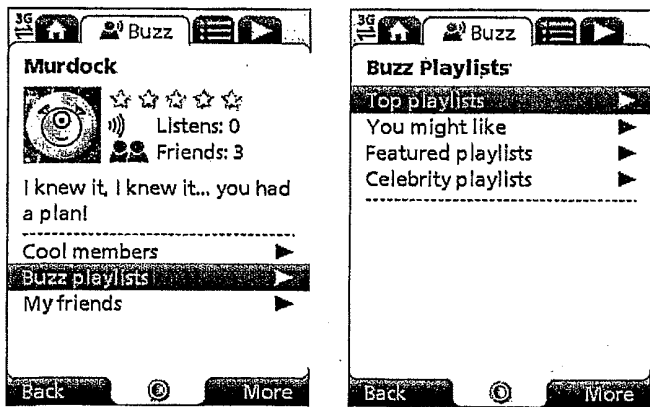 3G
Buzz
Murdock
Listens: 0
Friends: 3
I knew it, I knew it... you had
a plan!
Cool members
Buzz playlists
My friends
Back
More
3G
Buzz
Buzz Playlists
Top playlists
You might like
Featured playlists
Celebrity playlists
Back
More